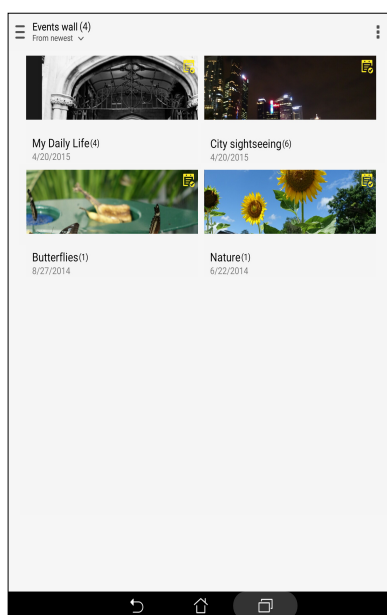 Events wall (4)
From newest
My Daily Life(4)
4/20/2015
City sightseeing(6)
4/20/2015
Butterflies(1)
8/27/2014
Nature(1)
6/22/2014